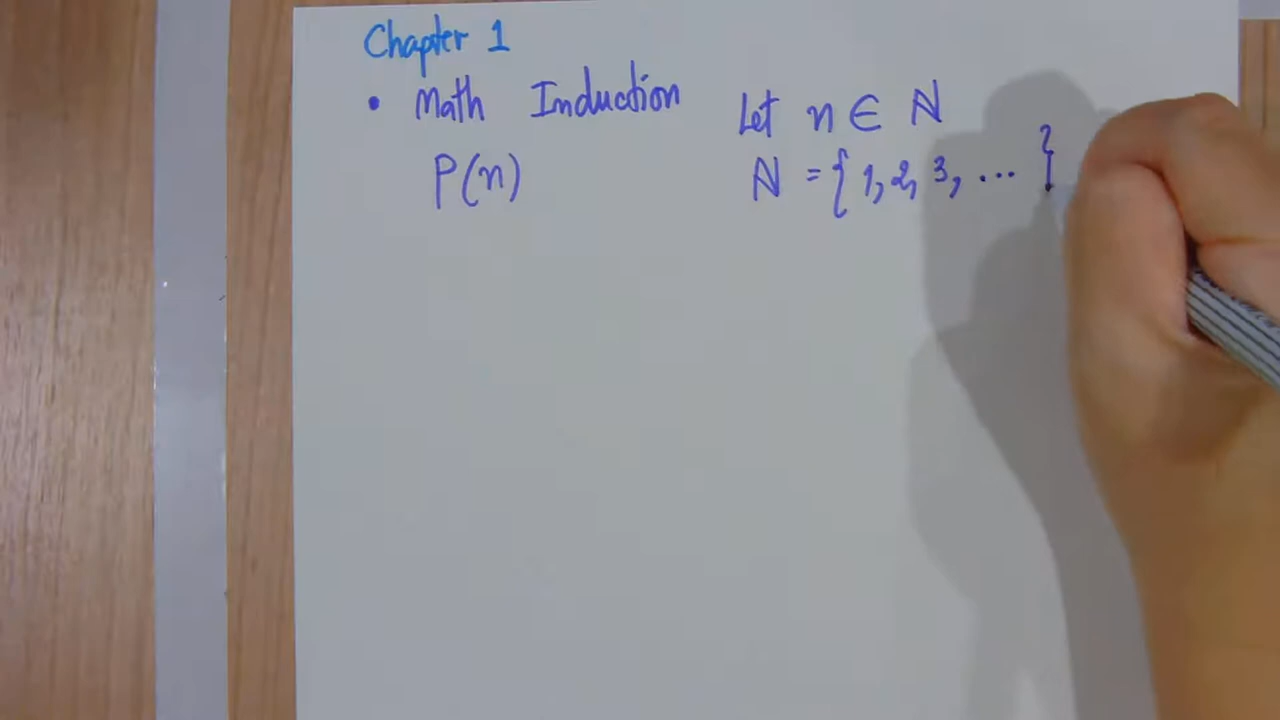 Chapter 1
• Math Induction Let n ∈ ℕ
P(n) ℕ = { 1, 2, 3, ... }